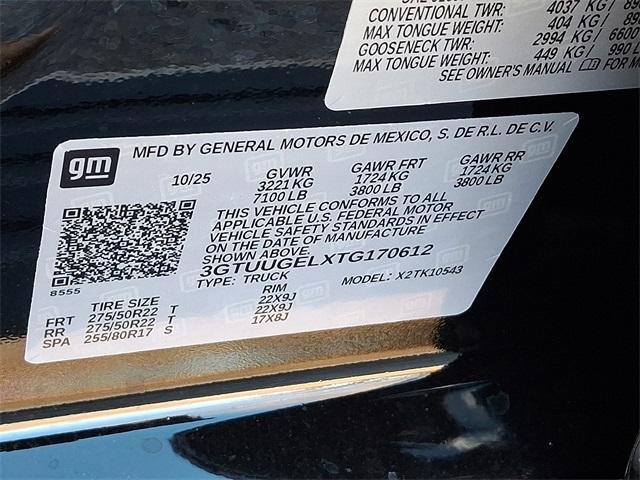 CONVENTIONAL TWR: 4037 KG/
MAX TONGUE WEIGHT: 404 KG/
GOOSENECK TWR: 2994 KG/ 6600
MAX TONGUE WEIGHT: 449 KG/ 990
SEE OWNER'S MANUAL FOR
gm
MFD BY GENERAL MOTORS DE MEXICO, S. DE R.L. DE C.V.
10/25 GVWR GAWR FRT GAWR RR
3221 KG 1724 KG 1724 KG
7100 LB 3800 LB 3800 LB
THIS VEHICLE CONFORMS TO ALL
APPLICABLE U.S. FEDERAL MOTOR
VEHICLE SAFETY STANDARDS IN EFFECT
ON THE DATE OF MANUFACTURE
SHOWN ABOVE.
3GTUUGELXTG170612
8555
TYPE: TRUCK MODEL: X2TK10543
TIRE SIZE RIM
FRT 275/50R22 T 22X9J
RR 275/50R22 T 22X9J
SPA 255/80R17 S 17X8J